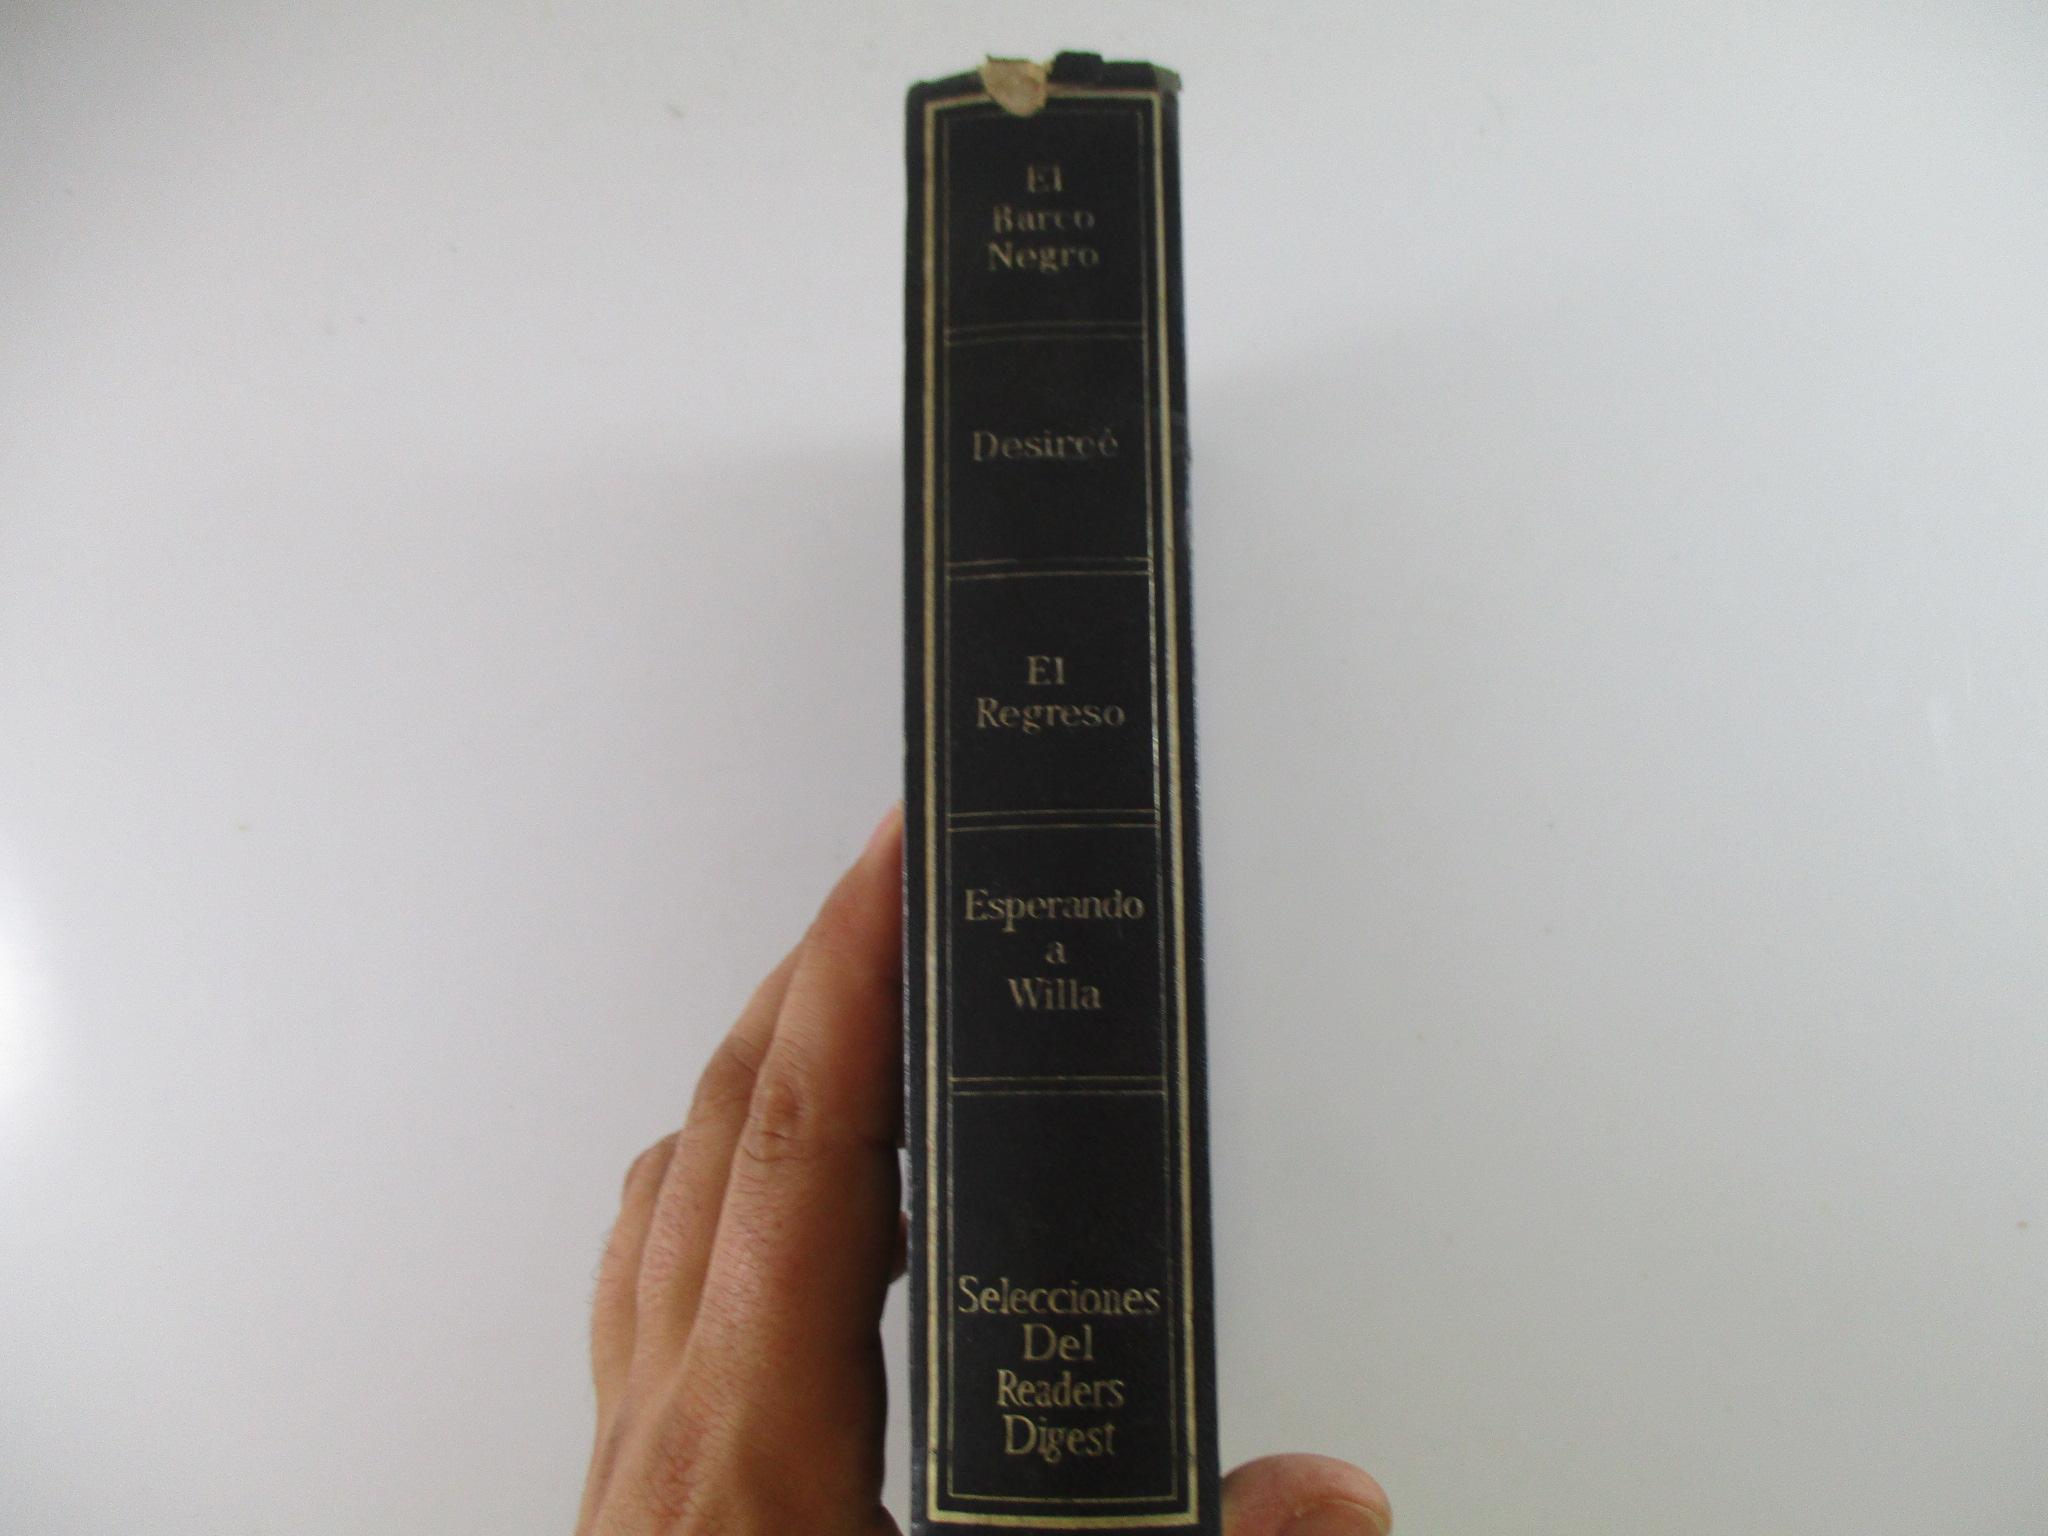 El
Barco
Negro
Desireé
El
Regreso
Esperando
a
Willa
Selecciones
Del
Readers
Digest